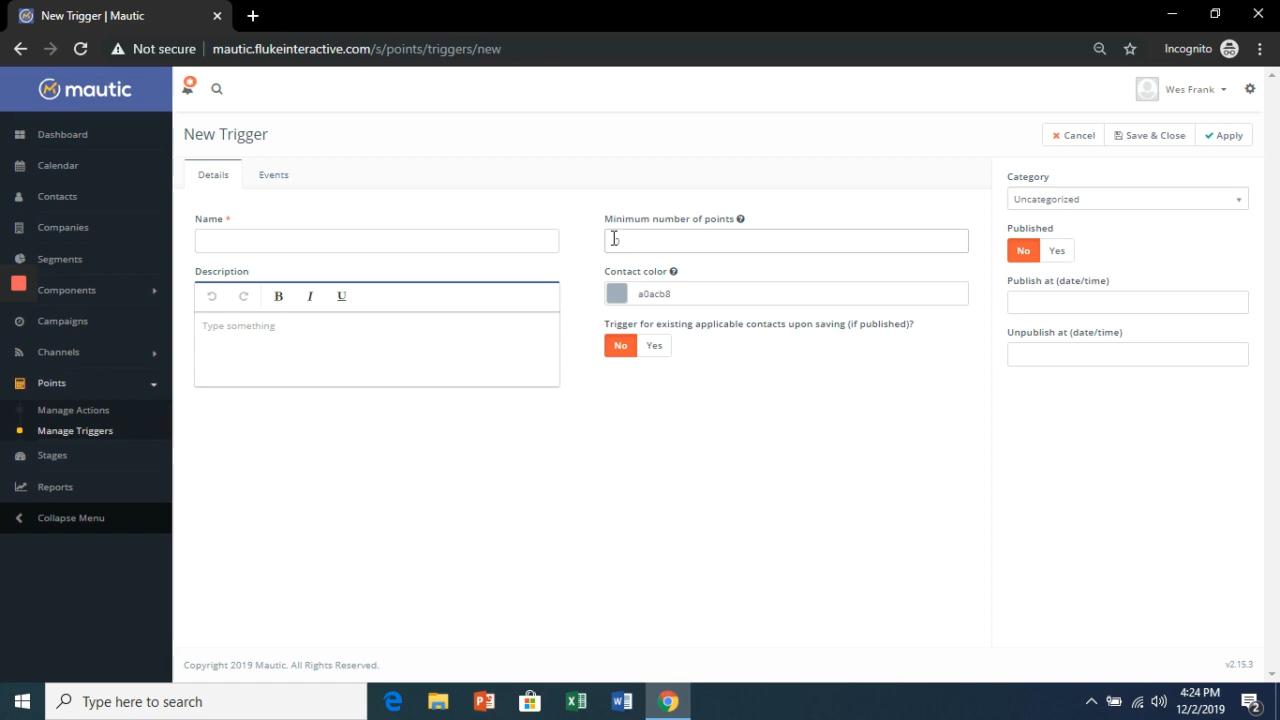 New Trigger | Mautic
Not secure | mautic.flukeinteractive.com/s/points/triggers/new
Incognito
mautic
Wes Frank
Dashboard
Calendar
Contacts
Companies
Segments
Components
Campaigns
Channels
Points
Manage Actions
Manage Triggers
Stages
Reports
Collapse Menu
New Trigger
Cancel
Save & Close
Apply
Details
Events
Name *
Description
B I U
Type something
Minimum number of points
Contact color
a0acb8
Trigger for existing applicable contacts upon saving (if published)?
No Yes
Category
Uncategorized
Published
No Yes
Publish at (date/time)
Unpublish at (date/time)
Copyright 2019 Mautic. All Rights Reserved.
v2.15.3
Type here to search
4:24 PM
12/2/2019
2